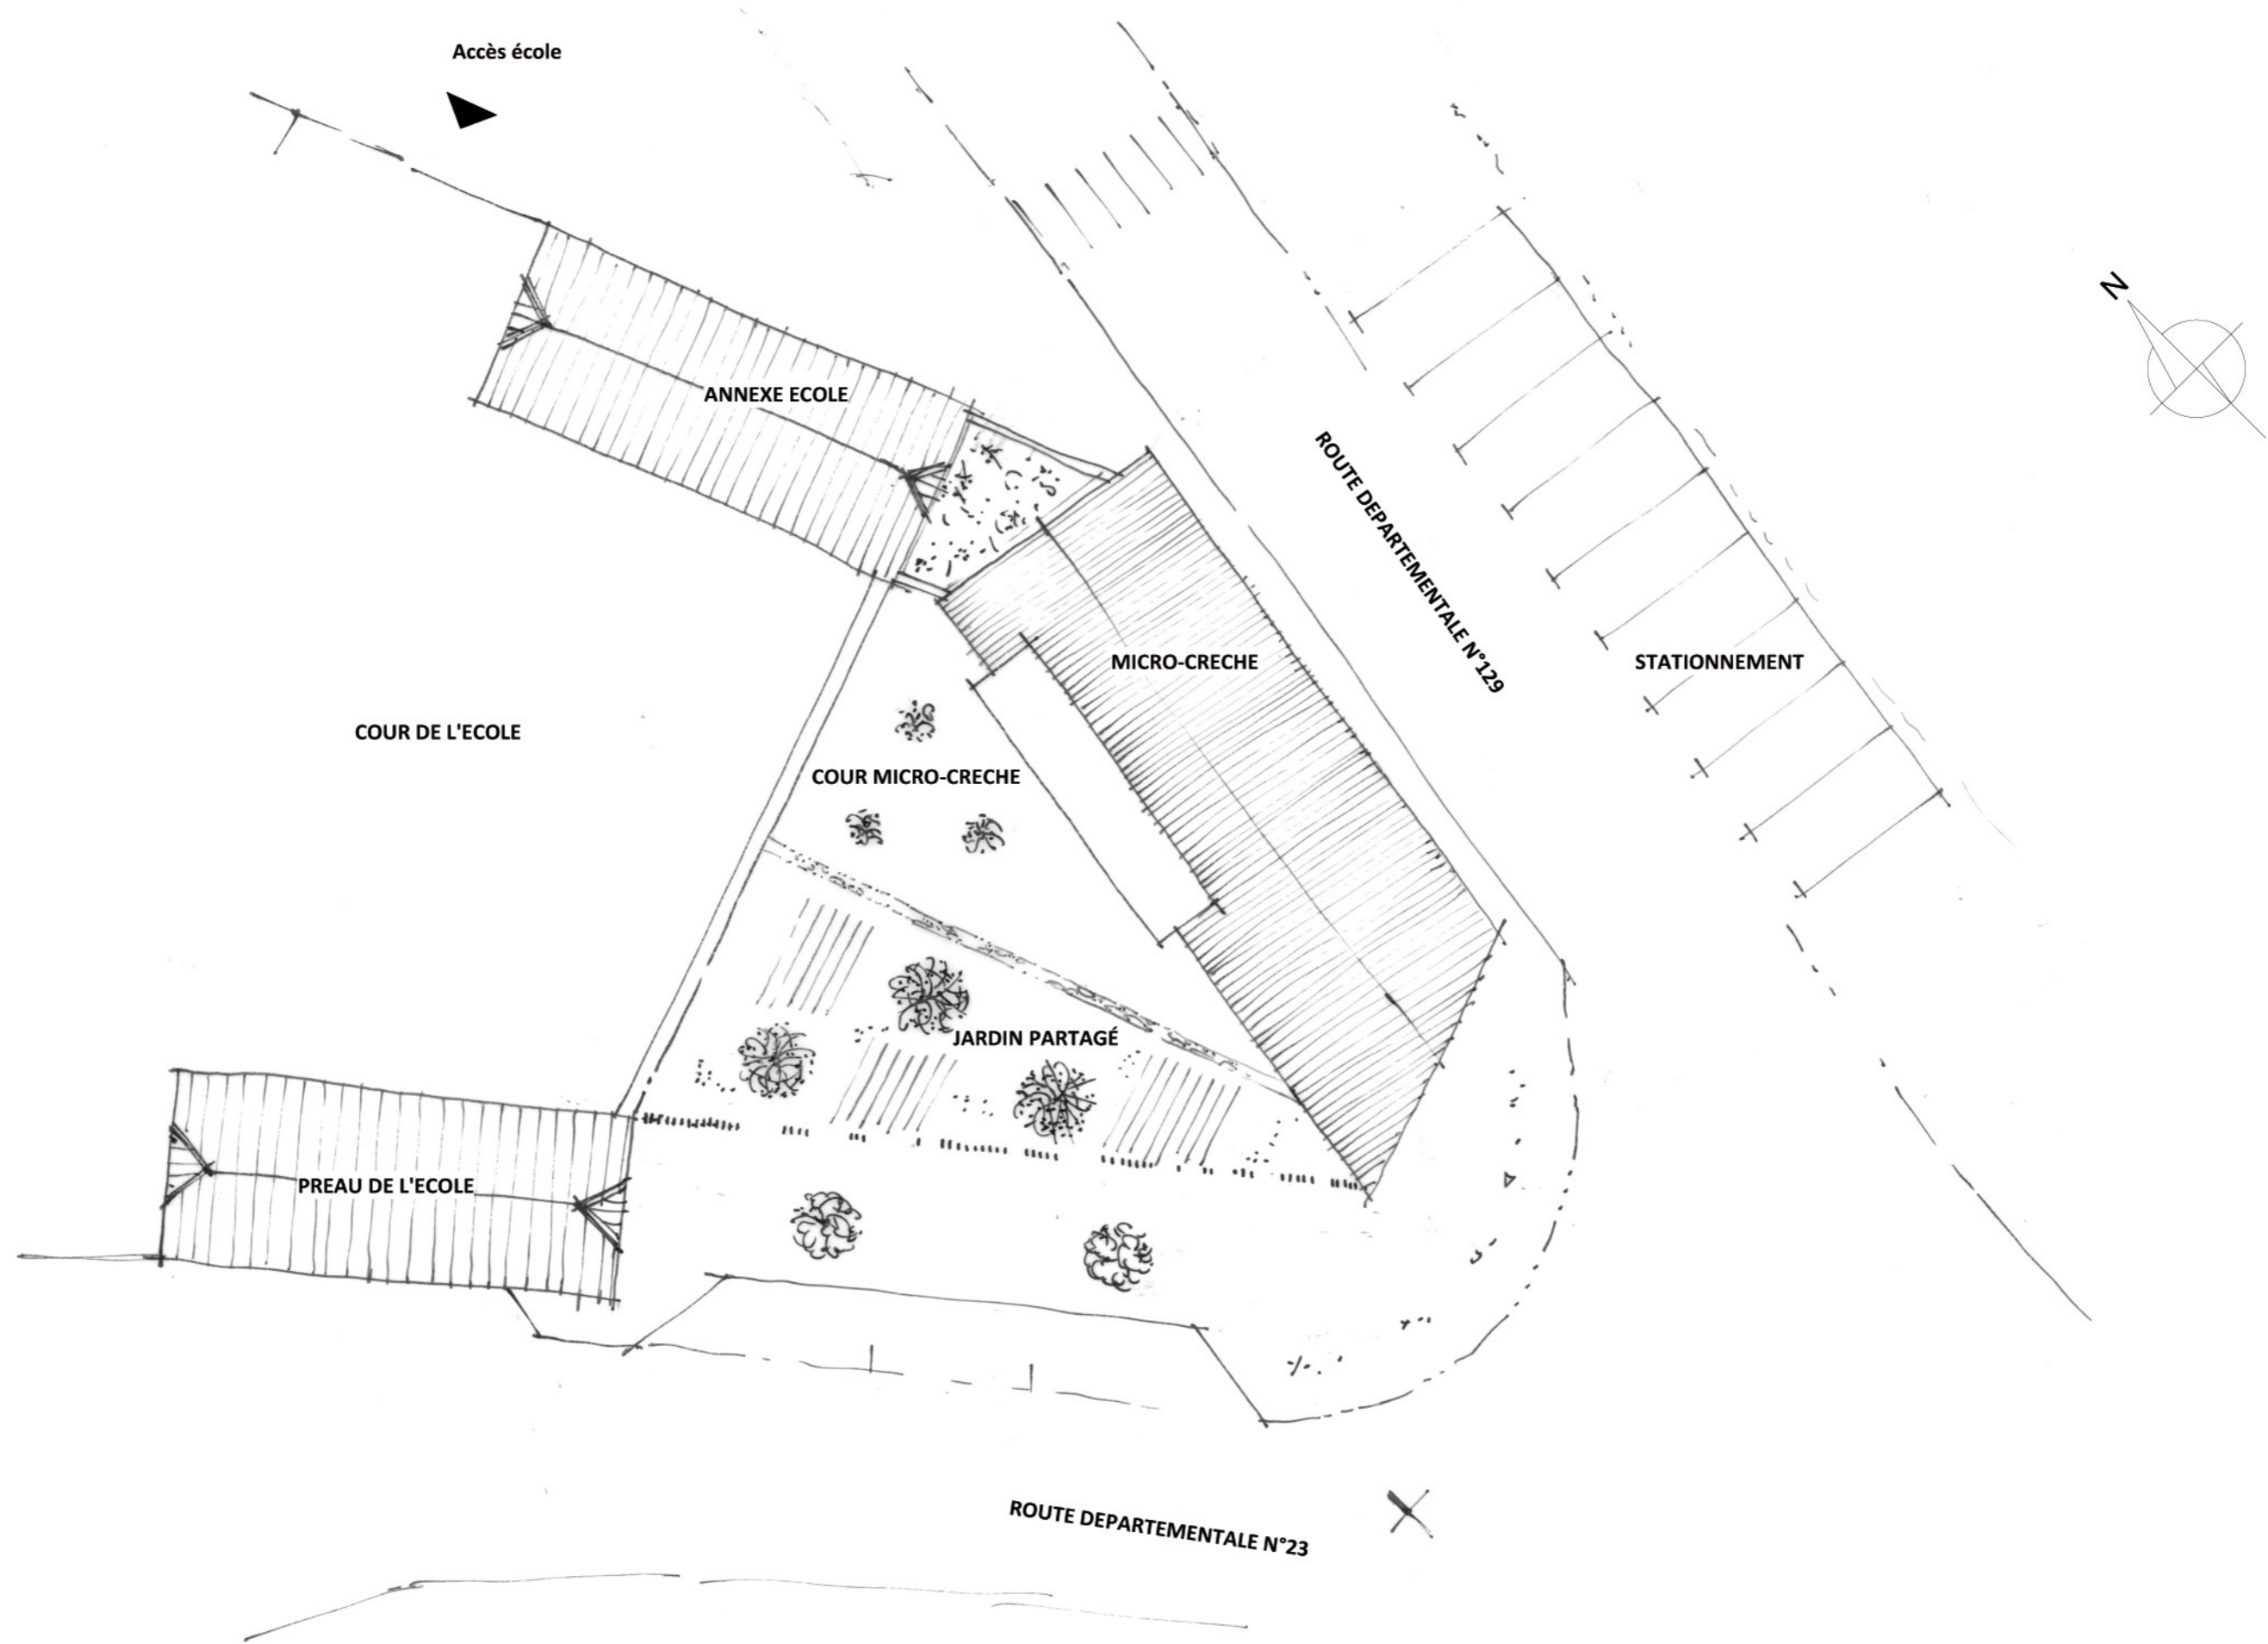 Accès école
N
ANNEXE ECOLE
ROUTE DEPARTEMENTALE N°129
MICRO-CRECHE
STATIONNEMENT
COUR DE L'ECOLE
COUR MICRO-CRECHE
JARDIN PARTAGÉ
PREAU DE L'ECOLE
ROUTE DEPARTEMENTALE N°23